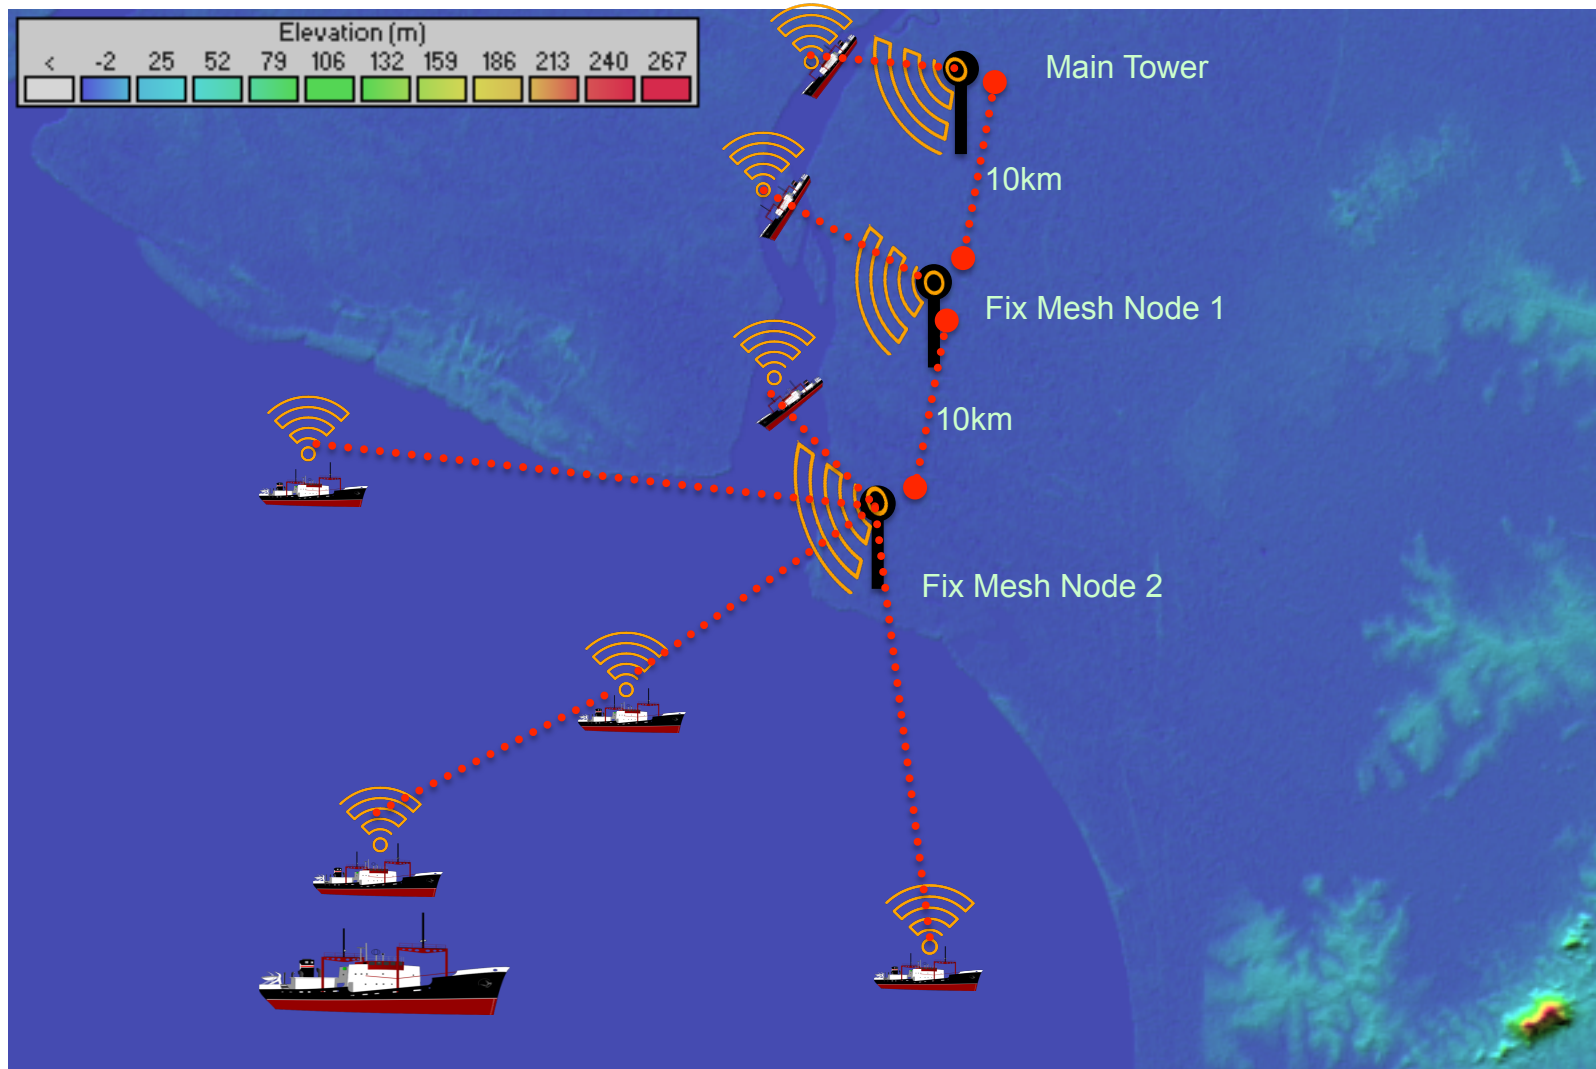 Elevation (m)
< -2 25 52 79 106 132 159 186 213 240 267
Main Tower
10km
Fix Mesh Node 1
10km
Fix Mesh Node 2